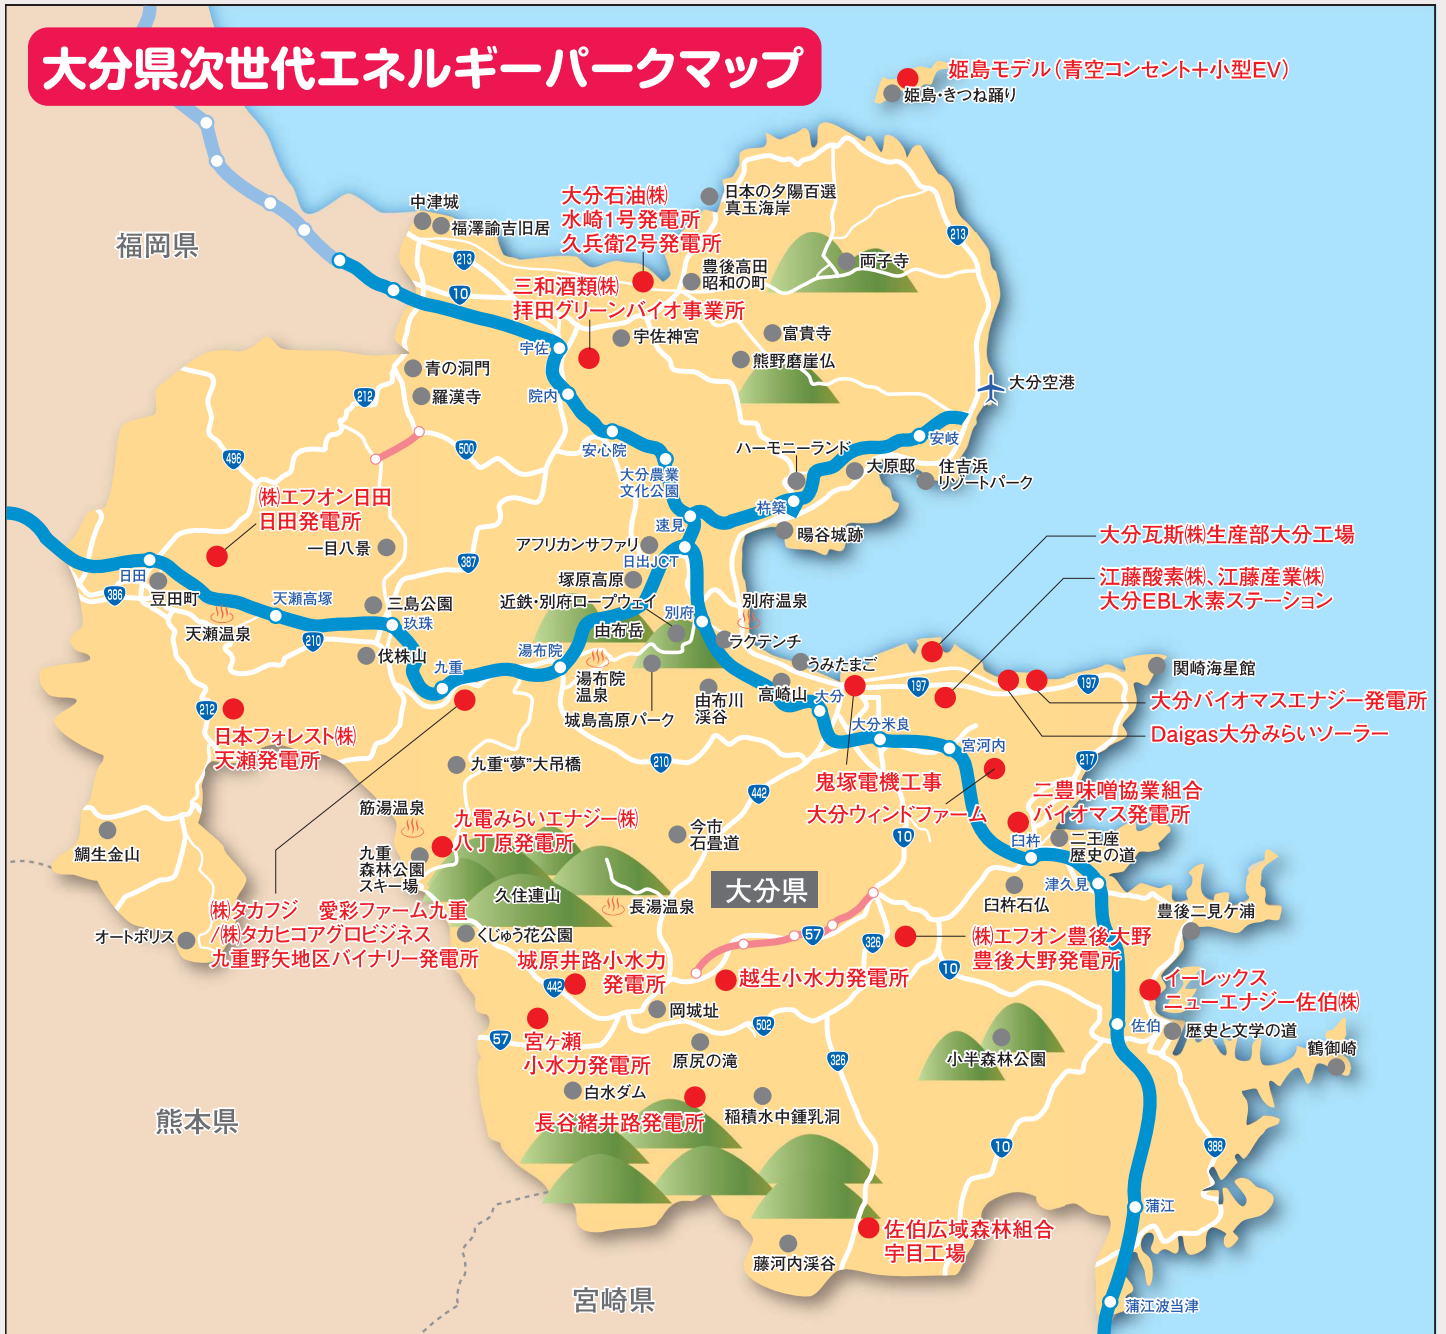 大分県次世代エネルギーパークマップ
姫島モデル（青空コンセント＋小型EV）
姫島・きつね踊り
福岡県
中津城
福澤諭吉旧居
大分石油㈱
水崎1号発電所
久兵衛2号発電所
日本の夕陽百選
真玉海岸
213
213
10
豊後高田
昭和の町
両子寺
三和酒類㈱
拝田グリーンバイオ事業所
宇佐神宮
富貴寺
熊野磨崖仏
宇佐
青の洞門
羅漢寺
212
院内
大分空港
安岐
安心院
500
496
大分農業
文化公園
ハーモニーランド
大原邸
住吉浜
リゾートパーク
㈱エフオン日田
日田発電所
杵築
速見
暘谷城跡
一目八景
アフリカンサファリ
日出JCT
387
塚原高原
大分瓦斯㈱生産部大分工場
江藤酸素㈱、江藤産業㈱
大分EBL水素ステーション
日田
豆田町
386
天瀬高塚
天瀬温泉
三島公園
玖珠
210
伐株山
近鉄・別府ロープウェイ
由布岳
別府
別府温泉
ラクテンチ
うみたまご
高崎山
湯布院
湯布院
温泉
九重
城島高原パーク
由布川
渓谷
大分
197
197
関崎海星館
大分バイオマスエナジー発電所
Daigas大分みらいソーラー
212
日本フォレスト㈱
天瀬発電所
大分米良
宮河内
217
210
九重“夢”大吊橋
鬼塚電機工事
大分ウィンドファーム
442
二豊味噌協業組合
バイオマス発電所
筋湯温泉
九電みらいエナジー㈱
八丁原発電所
今市
石畳道
10
臼杵
二王座
歴史の道
鯛生金山
九重
森林公園
スキー場
久住連山
大分県
臼杵石仏
津久見
㈱タカフジ　愛彩ファーム九重
/㈱タカヒコアグロビジネス
九重野矢地区バイナリー発電所
長湯温泉
豊後二見ケ浦
オートポリス
くじゅう花公園
57
326
㈱エフオン豊後大野
豊後大野発電所
城原井路小水力
発電所
442
越生小水力発電所
10
イーレックス
ニューエナジー佐伯㈱
岡城址
宮ヶ瀬
小水力発電所
57
502
原尻の滝
326
小半森林公園
佐伯
歴史と文学の道
鶴御崎
白水ダム
長谷緒井路発電所
稲積水中鍾乳洞
熊本県
10
388
蒲江
佐伯広域森林組合
宇目工場
藤河内渓谷
宮崎県
蒲江波当津